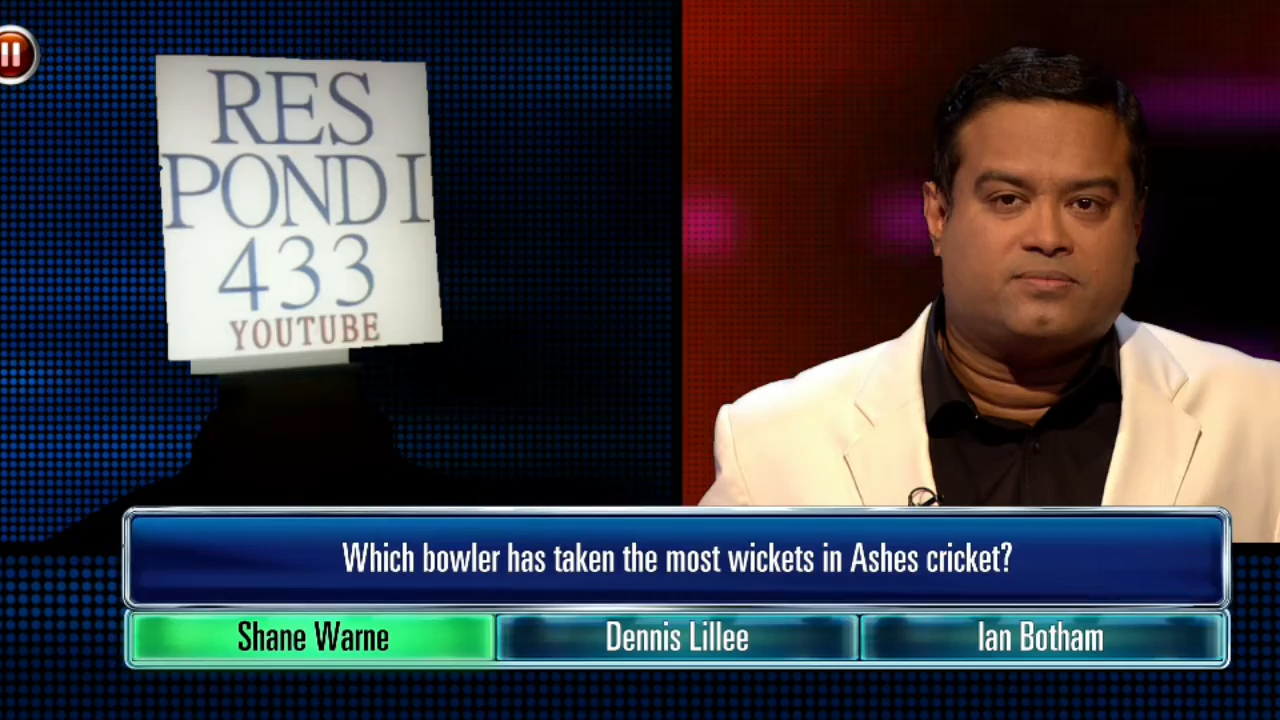 RES
POND I
433
YOUTUBE
Which bowler has taken the most wickets in Ashes cricket?
Shane Warne
Dennis Lillee
Ian Botham